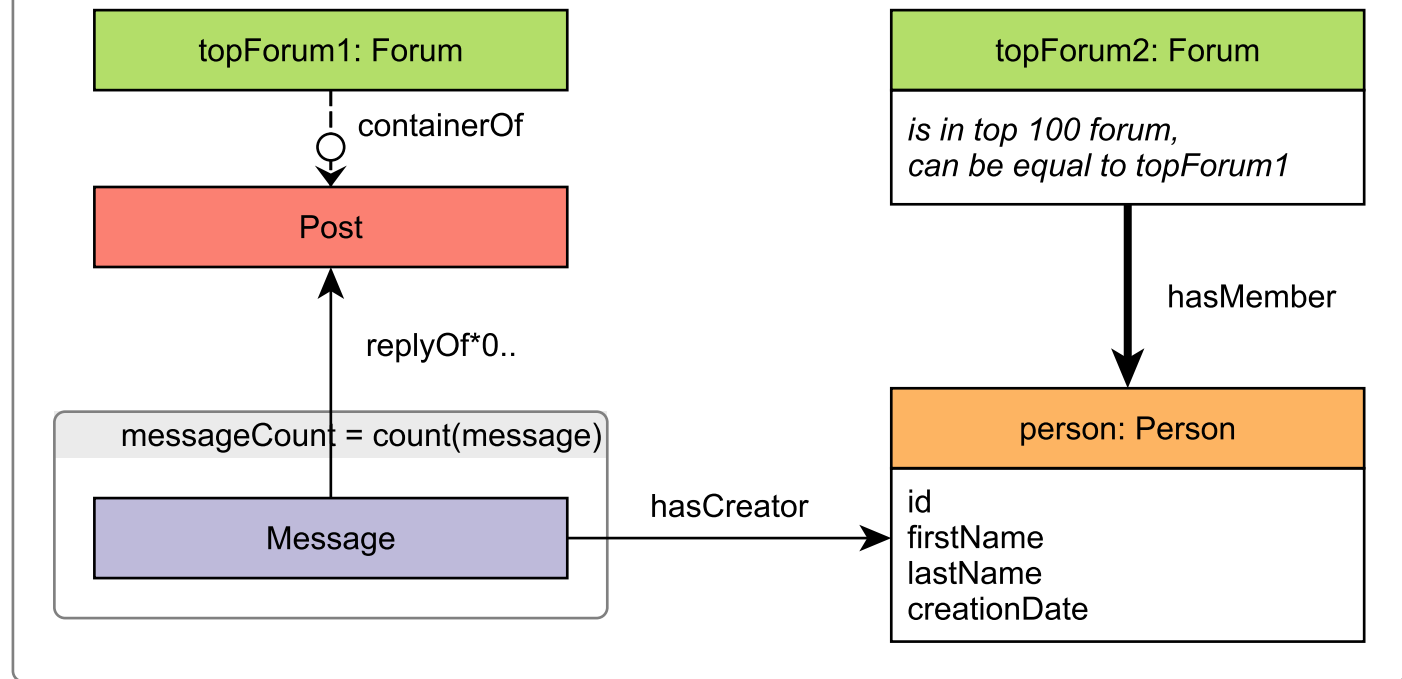 topForum1: Forum
containerOf
Post
replyOf*0..
messageCount = count(message)
Message
hasCreator
topForum2: Forum
is in top 100 forum,
can be equal to topForum1
hasMember
person: Person
id
firstName
lastName
creationDate